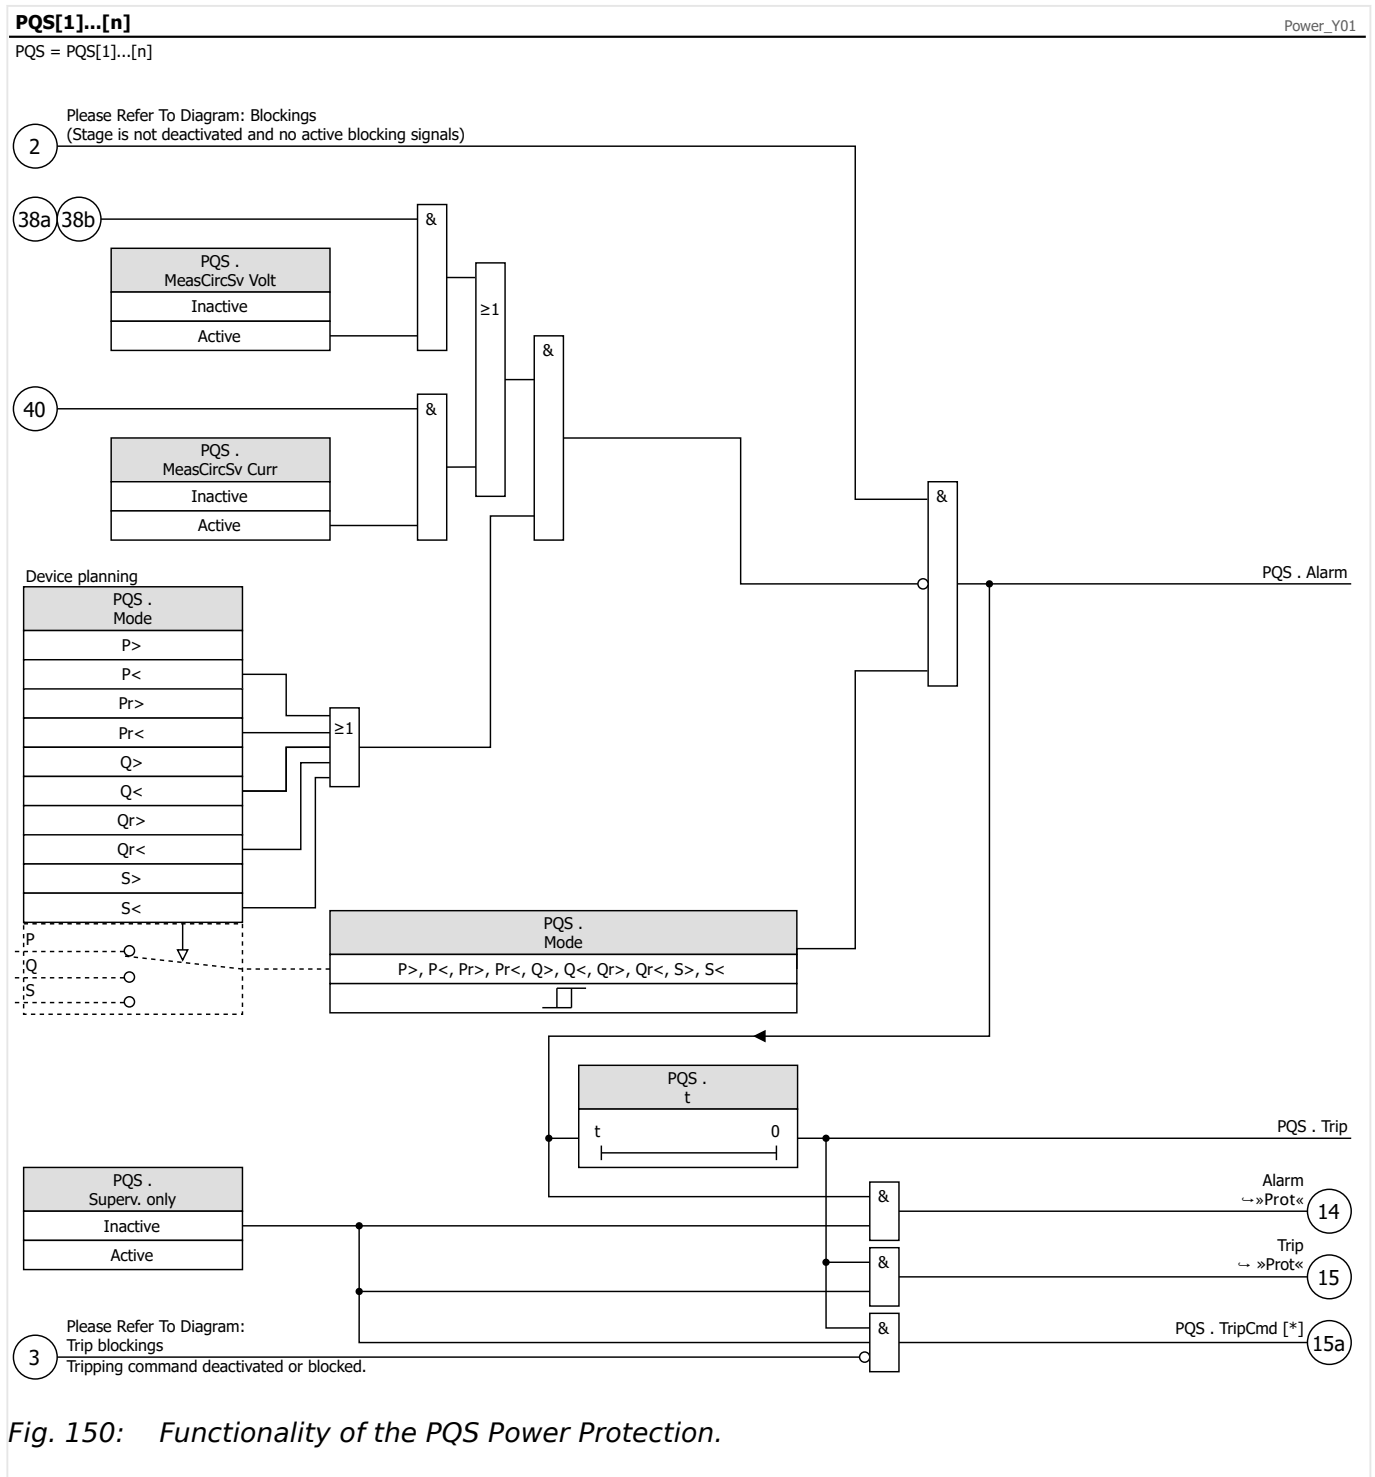 PQS[1]...[n]
Power_Y01
PQS = PQS[1]...[n]
Please Refer To Diagram: Blockings
(Stage is not deactivated and no active blocking signals)
2
38a
38b
&
PQS .
MeasCircSv Volt
Inactive
Active
≥1
&
40
&
PQS .
MeasCircSv Curr
Inactive
Active
&
PQS . Alarm
Device planning
PQS .
Mode
P>
P<
Pr>
Pr<
≥1
Q>
Q<
Qr>
Qr<
S>
S<
P
Q
S
PQS .
Mode
P>, P<, Pr>, Pr<, Q>, Q<, Qr>, Qr<, S>, S<
PQS .
t
t
0
PQS . Trip
PQS .
Superv. only
Inactive
Active
&
Alarm
↪»Prot«
14
&
Trip
↪ »Prot«
15
Please Refer To Diagram:
Trip blockings
3
Tripping command deactivated or blocked.
&
PQS . TripCmd [*]
15a
Fig. 150: Functionality of the PQS Power Protection.